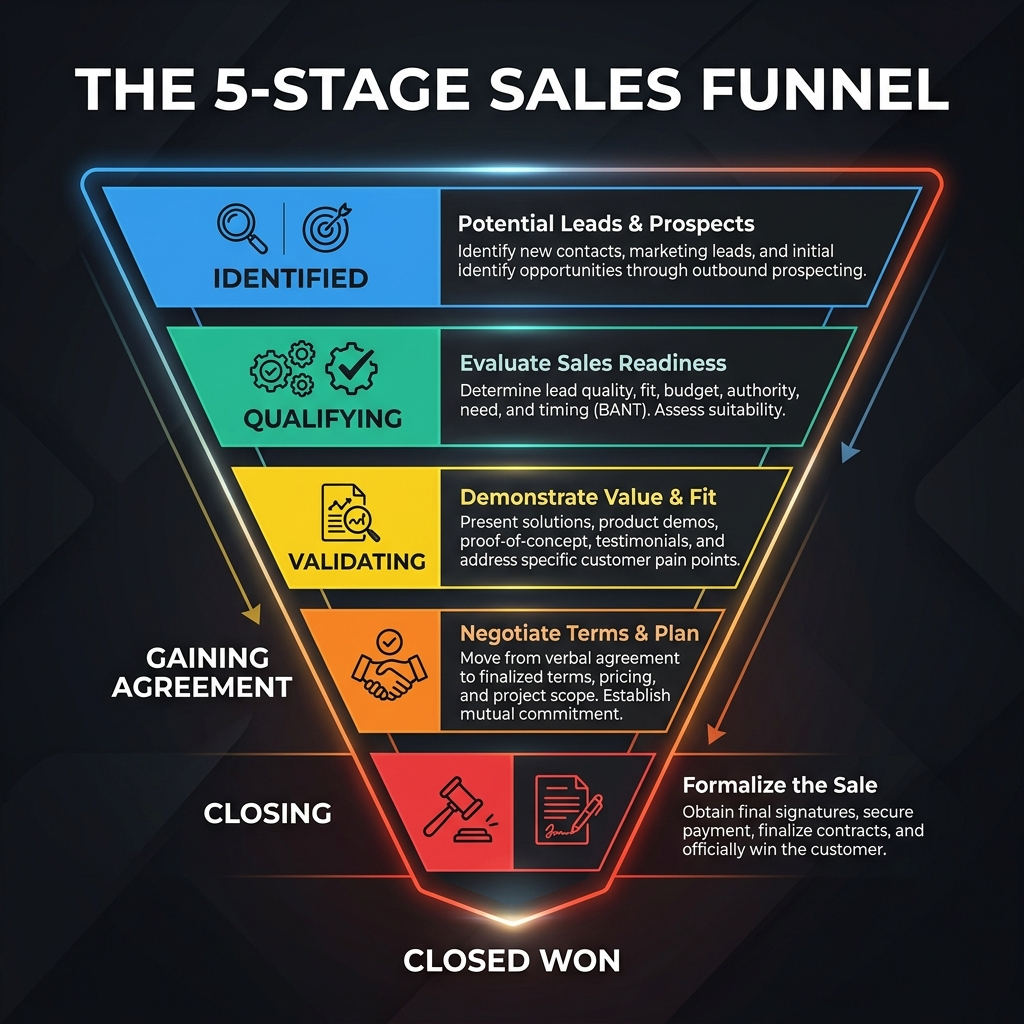 THE 5-STAGE SALES FUNNEL
IDENTIFIED
Potential Leads & Prospects
Identify new contacts, marketing leads, and initial
identify opportunities through outbound prospecting.
QUALIFYING
Evaluate Sales Readiness
Determine lead quality, fit, budget, authority,
need, and timing (BANT). Assess suitability.
VALIDATING
Demonstrate Value & Fit
Present solutions, product demos,
proof-of-concept, testimonials, and
address specific customer pain points.
GAINING
AGREEMENT
Negotiate Terms & Plan
Move from verbal agreement
to finalized terms, pricing,
and project scope. Establish
mutual commitment.
CLOSING
Formalize the Sale
Obtain final signatures, secure
payment, finalize contracts, and
officially win the customer.
CLOSED WON